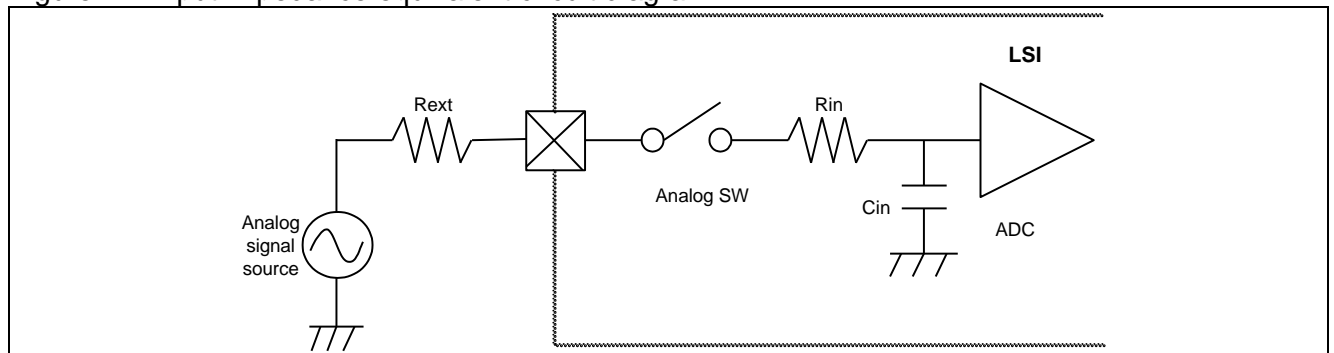 LSI
Rext
Rin
Analog SW
Cin
ADC
Analog
signal
source